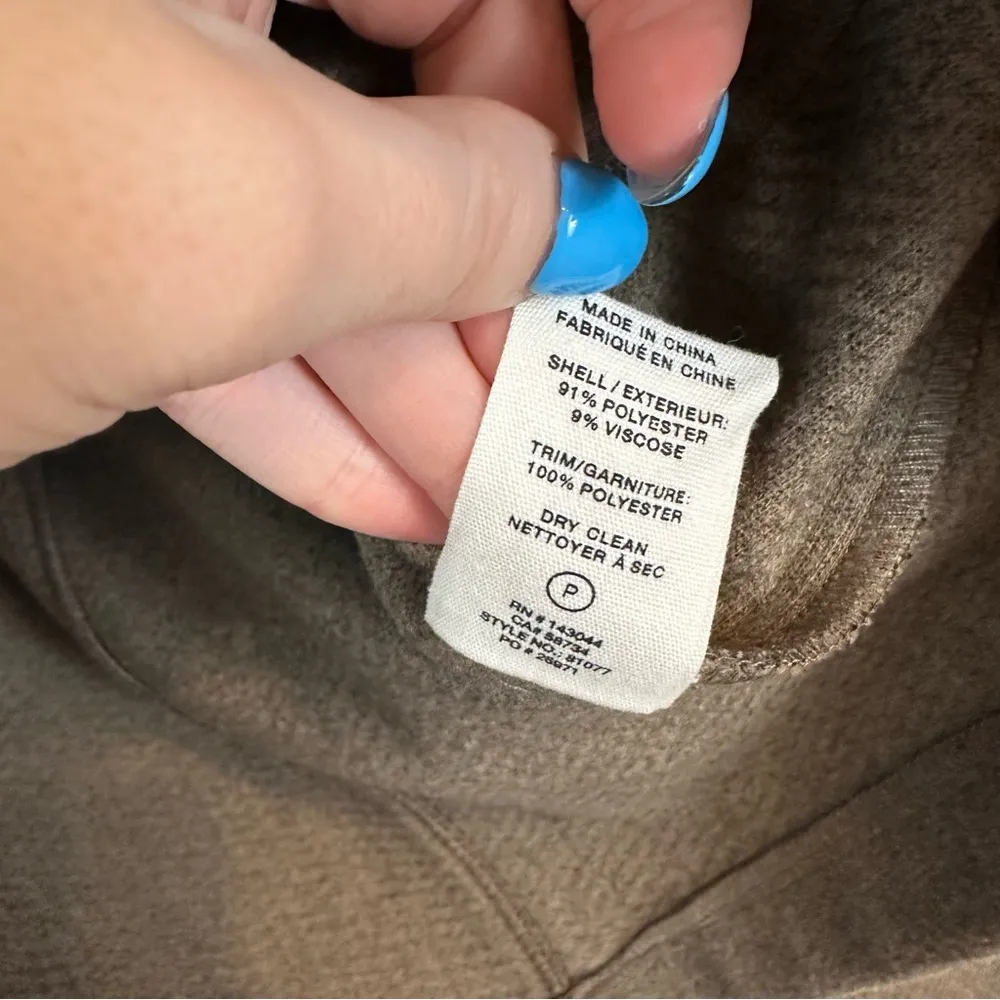 MADE IN CHINA
FABRIQUÉ EN CHINE
SHELL / EXTERIEUR:
91% POLYESTER
9% VISCOSE
TRIM/GARNITURE:
100% POLYESTER
DRY CLEAN
NETTOYER À SEC
P
RN # 143044
CA# 58734
STYLE NO.: 81077
PO # 26971